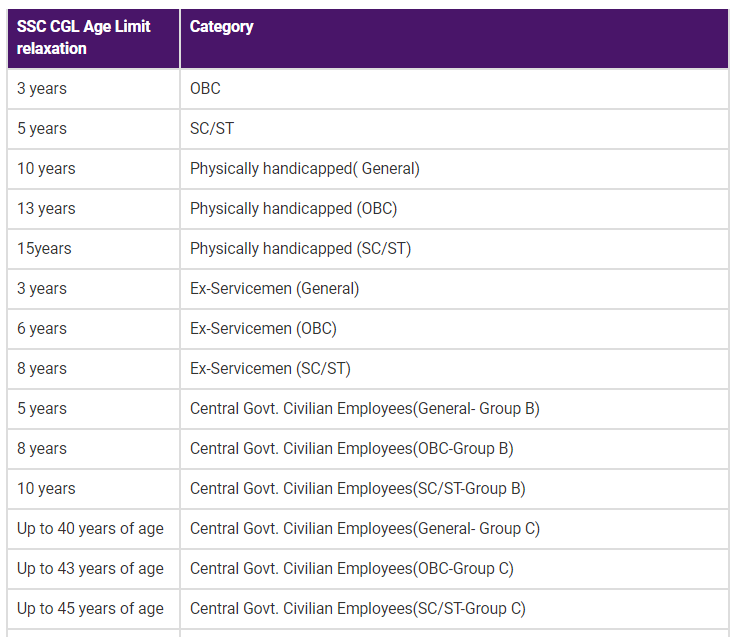 SSC CGL Age Limit relaxation Category
3 years OBC
5 years SC/ST
10 years Physically handicapped( General)
13 years Physically handicapped (OBC)
15years Physically handicapped (SC/ST)
3 years Ex-Servicemen (General)
6 years Ex-Servicemen (OBC)
8 years Ex-Servicemen (SC/ST)
5 years Central Govt. Civilian Employees(General- Group B)
8 years Central Govt. Civilian Employees(OBC-Group B)
10 years Central Govt. Civilian Employees(SC/ST-Group B)
Up to 40 years of age Central Govt. Civilian Employees(General- Group C)
Up to 43 years of age Central Govt. Civilian Employees(OBC-Group C)
Up to 45 years of age Central Govt. Civilian Employees(SC/ST-Group C)